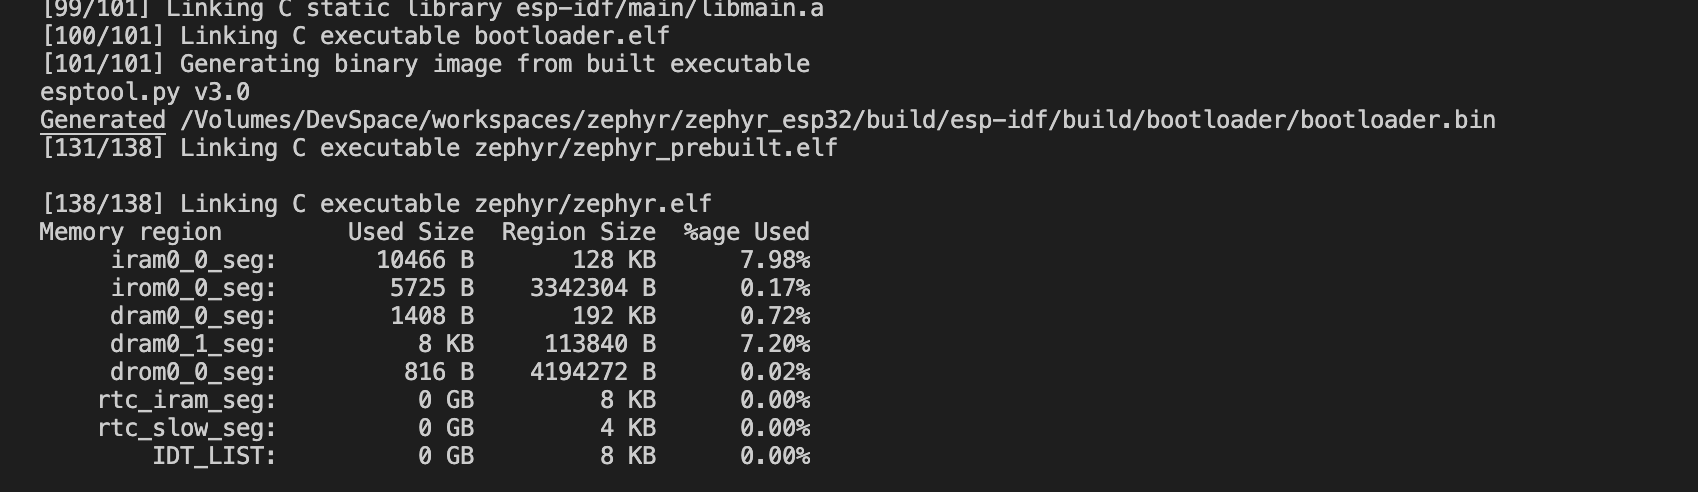 [99/101] Linking C static library esp-idf/main/libmain.a
[100/101] Linking C executable bootloader.elf
[101/101] Generating binary image from built executable
esptool.py v3.0
Generated /Volumes/DevSpace/workspaces/zephyr/zephyr_esp32/build/esp-idf/build/bootloader/bootloader.bin
[131/138] Linking C executable zephyr/zephyr_prebuilt.elf
[138/138] Linking C executable zephyr/zephyr.elf
Memory region Used Size Region Size %age Used
iram0_0_seg: 10466 B 128 KB 7.98%
irom0_0_seg: 5725 B 3342304 B 0.17%
dram0_0_seg: 1408 B 192 KB 0.72%
dram0_1_seg: 8 KB 113840 B 7.20%
drom0_0_seg: 816 B 4194272 B 0.02%
rtc_iram_seg: 0 GB 8 KB 0.00%
rtc_slow_seg: 0 GB 4 KB 0.00%
IDT_LIST: 0 GB 8 KB 0.00%